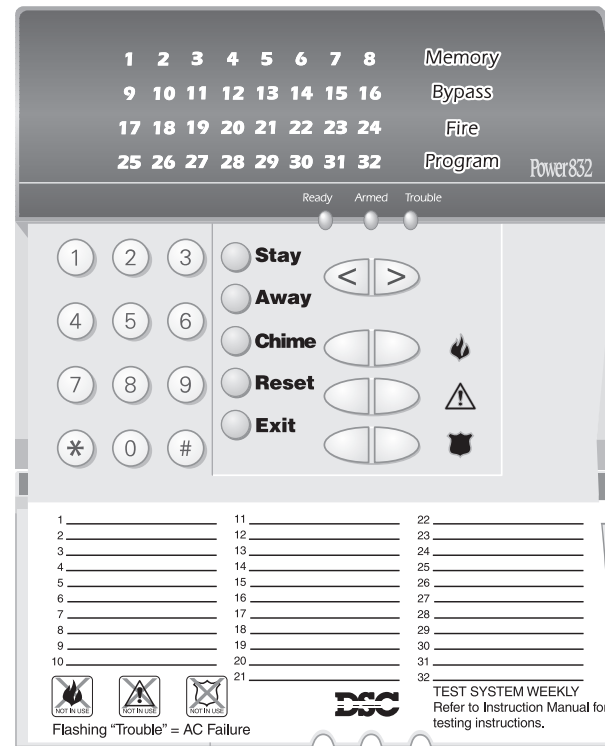 1 2 3 4 5 6 7 8 Memory
9 10 11 12 13 14 15 16 Bypass
17 18 19 20 21 22 23 24 Fire
25 26 27 28 29 30 31 32 Program
Power832
Ready Armed Trouble
1 2 3
4 5 6
7 8 9
* 0 #
Stay
Away
Chime
Reset
Exit
< >
1
2
3
4
5
6
7
8
9
10
11
12
13
14
15
16
17
18
19
20
21
22
23
24
25
26
27
28
29
30
31
32
NOT IN USE NOT IN USE NOT IN USE
Flashing “Trouble” = AC Failure
DSC
TEST SYSTEM WEEKLY
Refer to Instruction Manual for
testing instructions.